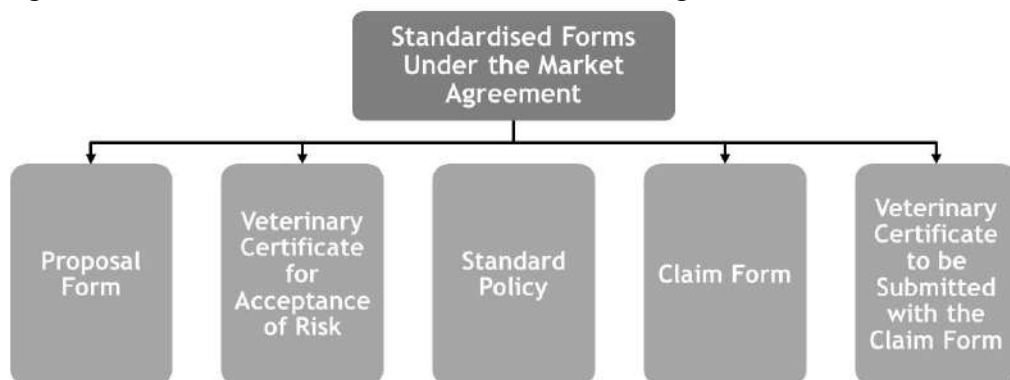 Standardised Forms
Under the Market
Agreement
Proposal
Form
Veterinary
Certificate
for
Acceptance
of Risk
Standard
Policy
Claim Form
Veterinary
Certificate
to be
Submitted
with the
Claim Form